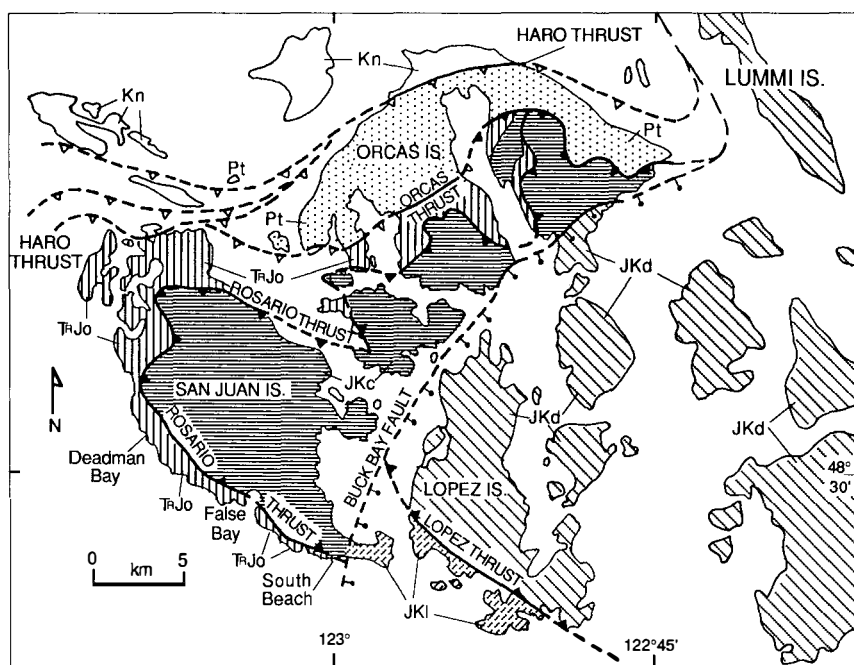 HARO THRUST
Kn
LUMMI IS.
Kn
Pt
ORCAS IS.
Pt
ORCAS
THRUST
Pt
HARO
THRUST
TRJo
JKd
ROSARIO THRUST
TRJo
JKc
SAN JUAN IS.
N
JKd
JKd
ROSARIO
THRUST
BUCK BAY FAULT
Deadman
Bay
LOPEZ IS.
48°
30'
TRJo
False
Bay
LOPEZ THRUST
TRJo
0 5
km
South
Beach
JKl
123°
122°45'